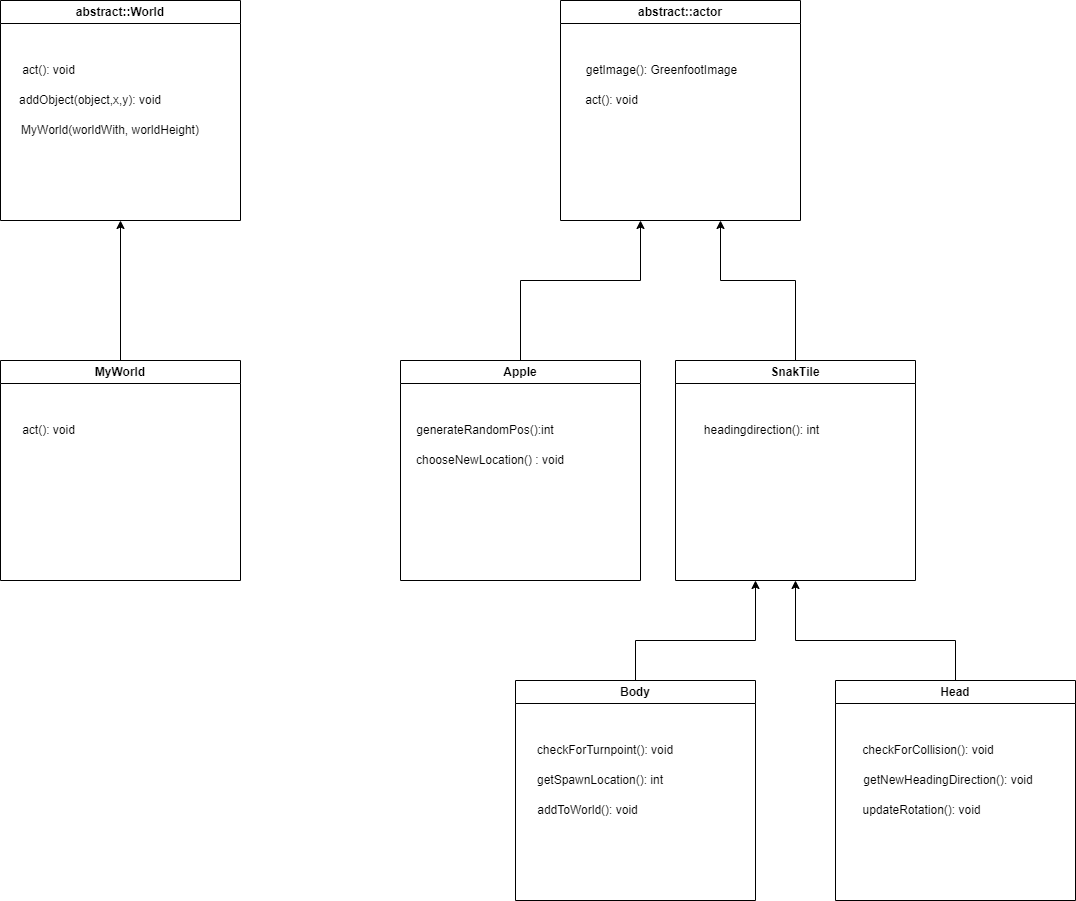 abstract::World
act(): void
addObject(object,x,y): void
MyWorld(worldWith, worldHeight)
abstract::actor
getImage(): GreenfootImage
act(): void
MyWorld
act(): void
Apple
generateRandomPos():int
chooseNewLocation() : void
SnakTile
headingdirection(): int
Body
checkForTurnpoint(): void
getSpawnLocation(): int
addToWorld(): void
Head
checkForCollision(): void
getNewHeadingDirection(): void
updateRotation(): void